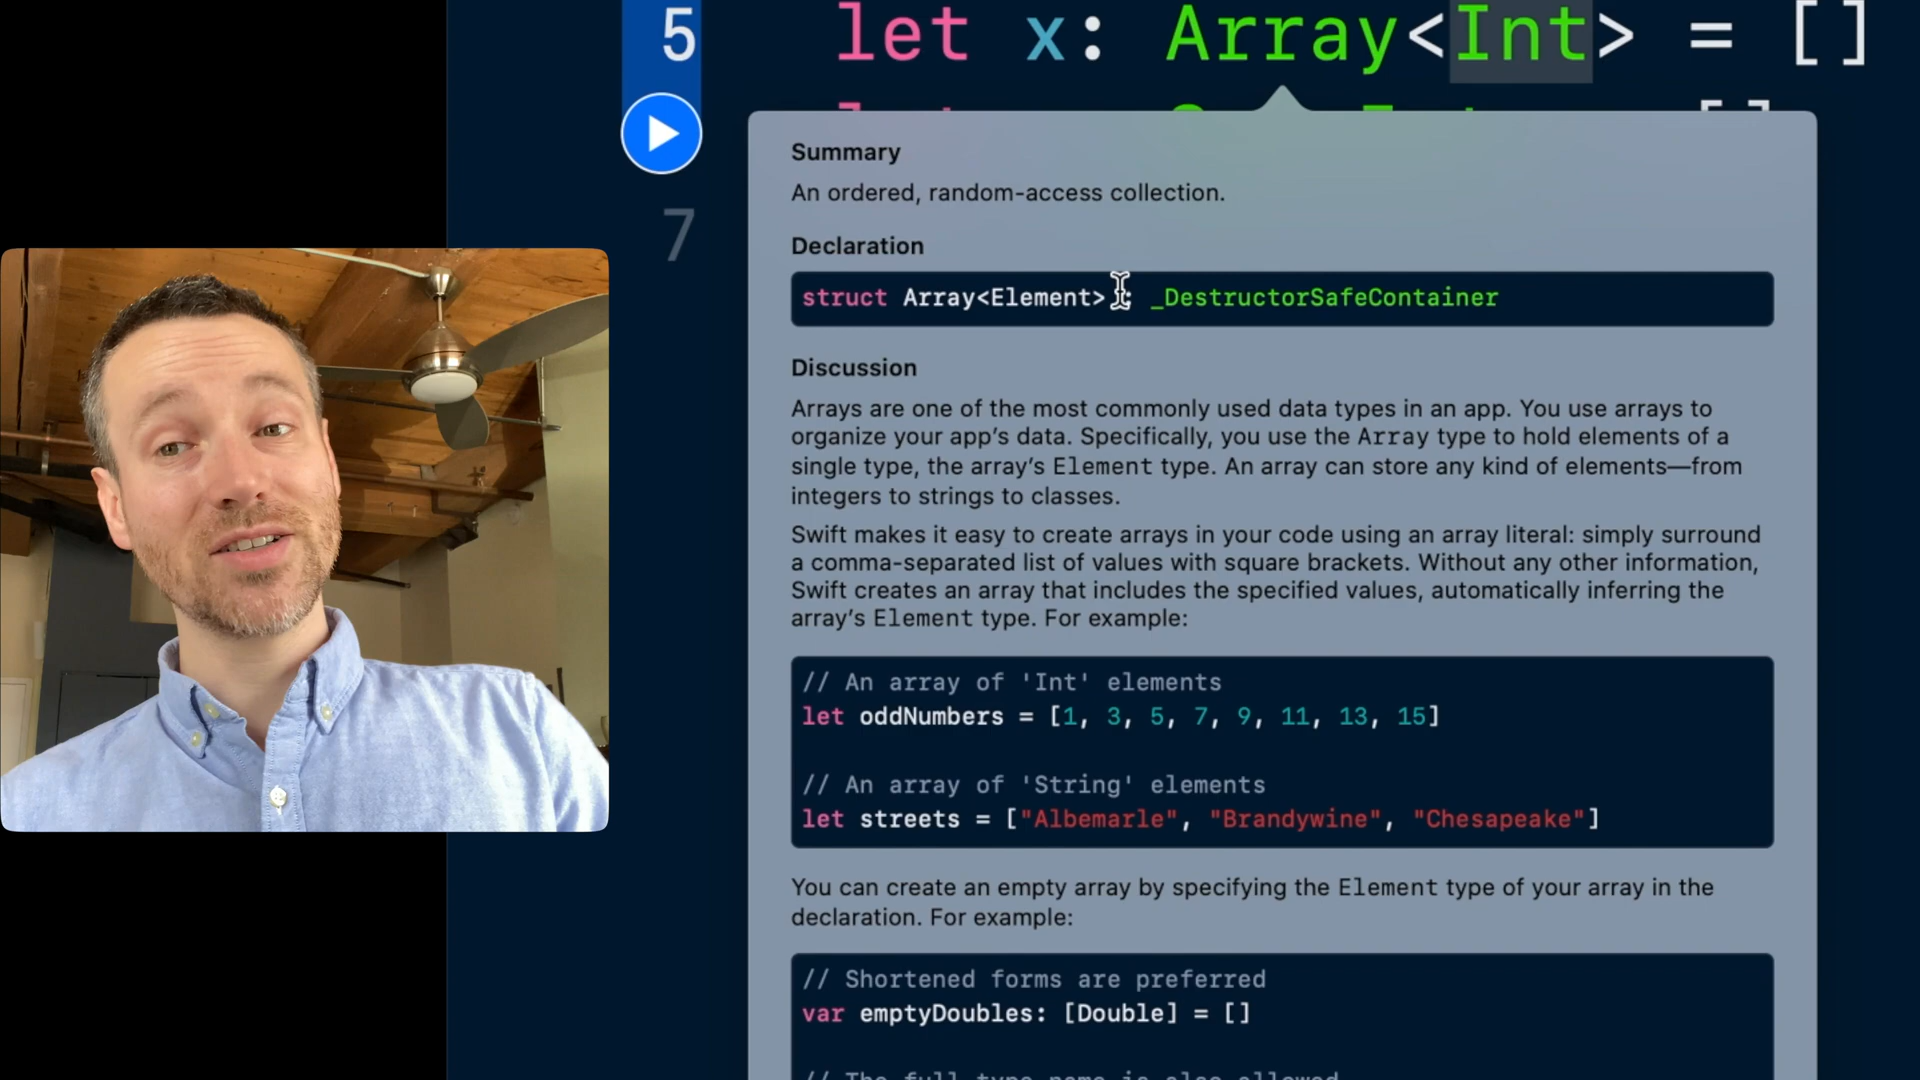 5 let x: Array<Int> = []
7
Summary
An ordered, random-access collection.
Declaration
struct Array<Element> : _DestructorSafeContainer
Discussion
Arrays are one of the most commonly used data types in an app. You use arrays to
organize your app’s data. Specifically, you use the Array type to hold elements of a
single type, the array’s Element type. An array can store any kind of elements—from
integers to strings to classes.
Swift makes it easy to create arrays in your code using an array literal: simply surround
a comma-separated list of values with square brackets. Without any other information,
Swift creates an array that includes the specified values, automatically inferring the
array’s Element type. For example:
// An array of 'Int' elements
let oddNumbers = [1, 3, 5, 7, 9, 11, 13, 15]
// An array of 'String' elements
let streets = ["Albemarle", "Brandywine", "Chesapeake"]
You can create an empty array by specifying the Element type of your array in the
declaration. For example:
// Shortened forms are preferred
var emptyDoubles: [Double] = []
// The full type name is also allowed